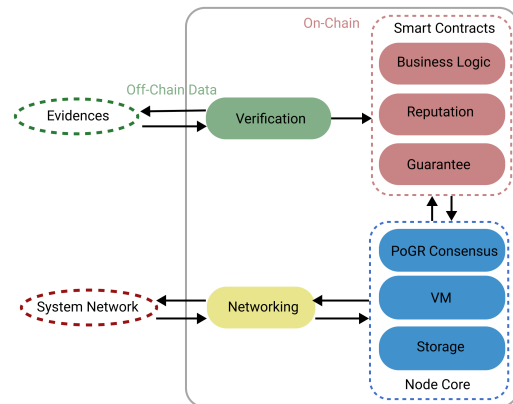 On-Chain
Smart Contracts
Business Logic
Off-Chain Data
Evidences
Verification
Reputation
Guarantee
PoGR Consensus
System Network
Networking
VM
Storage
Node Core